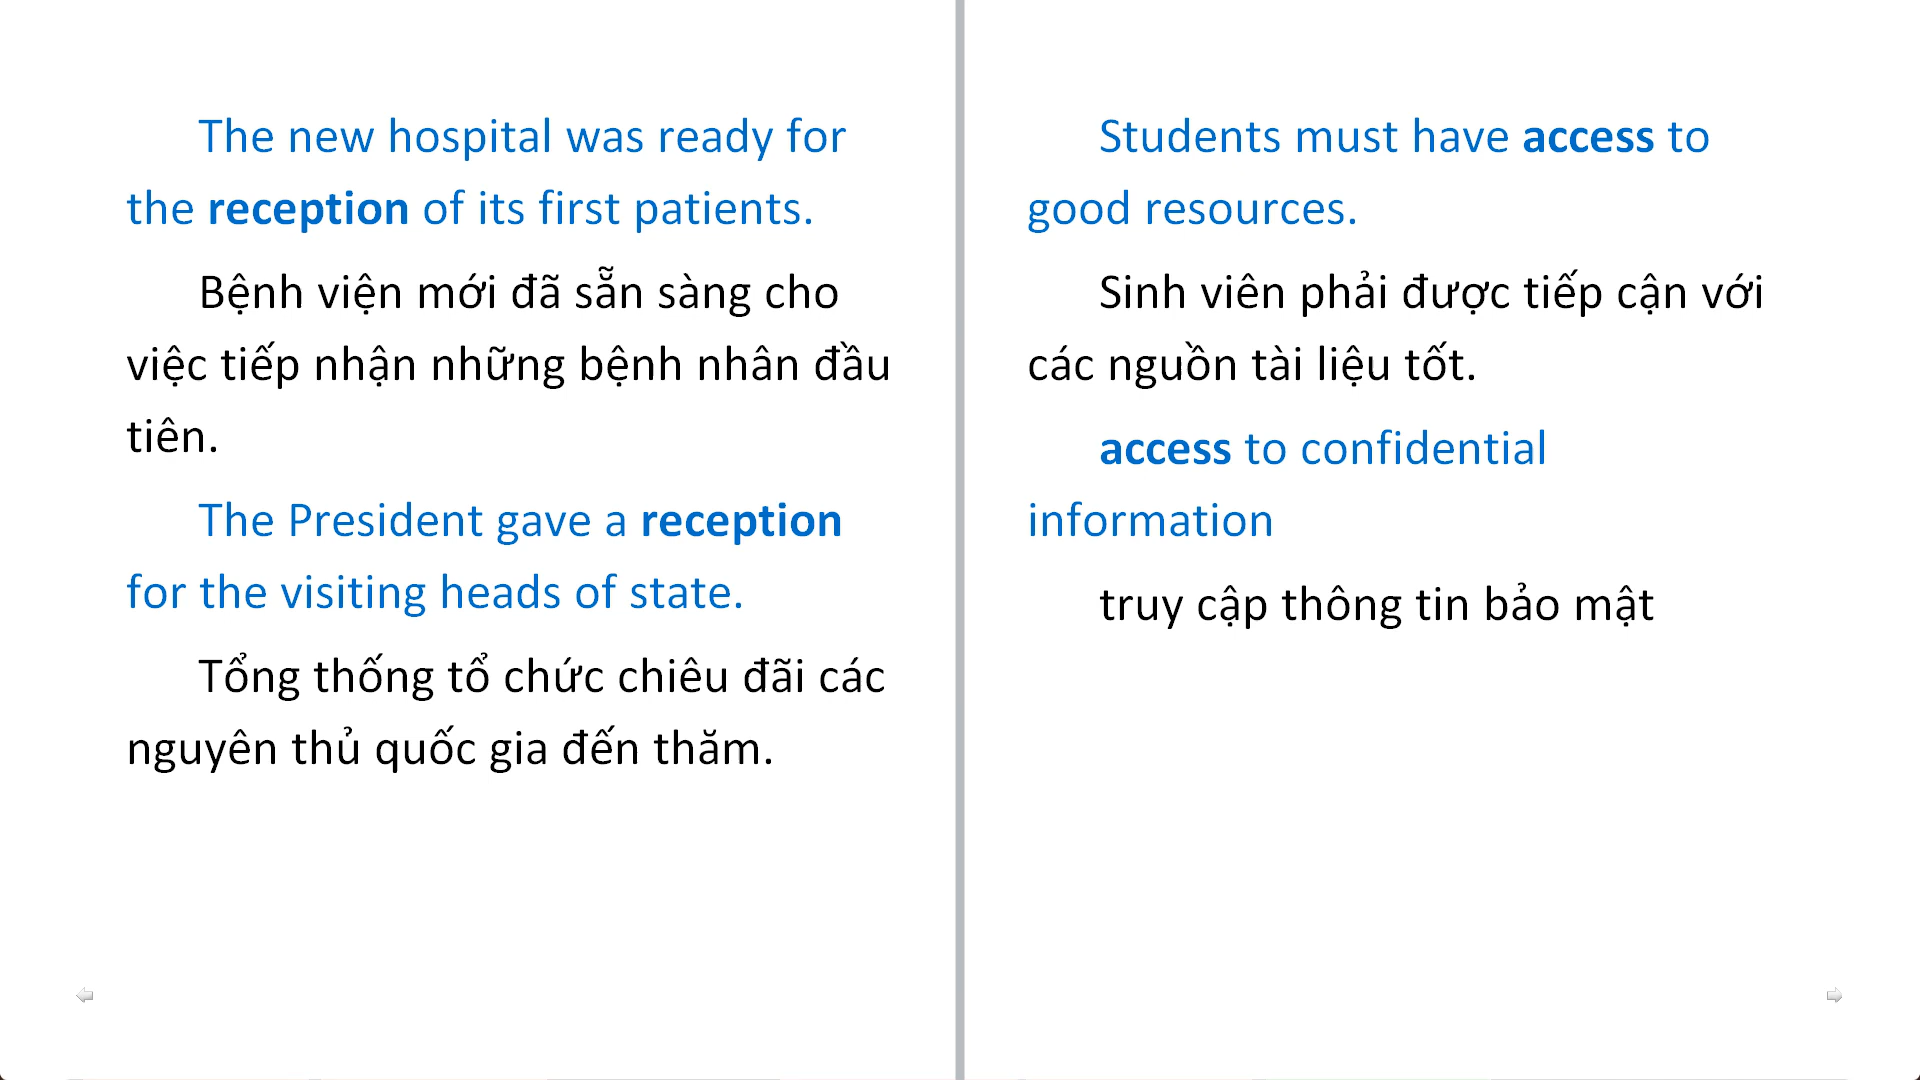 The new hospital was ready for
the reception of its first patients.
Bệnh viện mới đã sẵn sàng cho
việc tiếp nhận những bệnh nhân đầu
tiên.
The President gave a reception
for the visiting heads of state.
Tổng thống tổ chức chiêu đãi các
nguyên thủ quốc gia đến thăm.
Students must have access to
good resources.
Sinh viên phải được tiếp cận với
các nguồn tài liệu tốt.
access to confidential
information
truy cập thông tin bảo mật